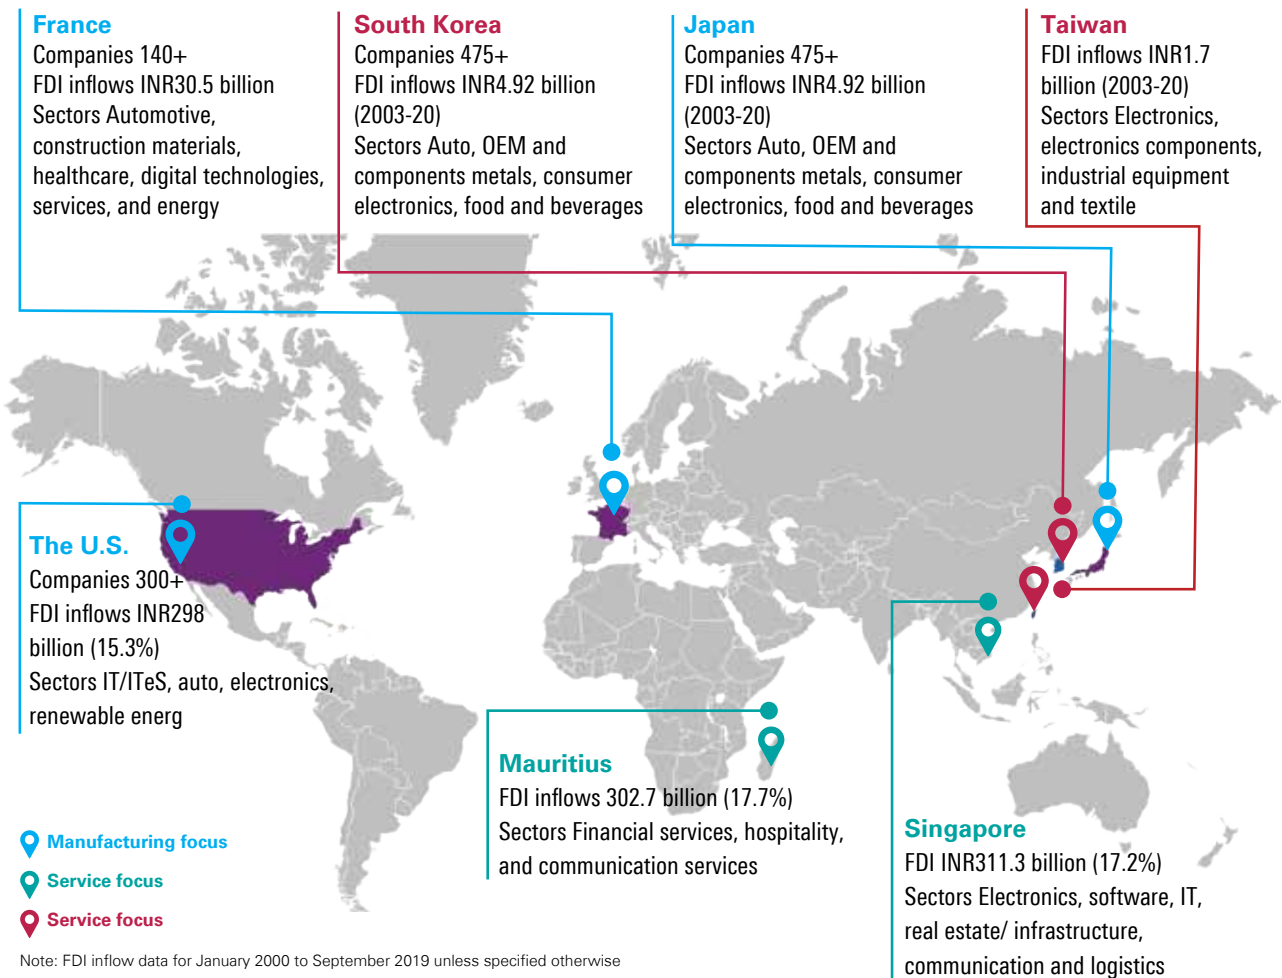 France
Companies 140+
FDI inflows INR30.5 billion
Sectors Automotive,
construction materials,
healthcare, digital technologies,
services, and energy
South Korea
Companies 475+
FDI inflows INR4.92 billion
(2003-20)
Sectors Auto, OEM and
components metals, consumer
electronics, food and beverages
Japan
Companies 475+
FDI inflows INR4.92 billion
(2003-20)
Sectors Auto, OEM and
components metals, consumer
electronics, food and beverages
Taiwan
FDI inflows INR1.7
billion (2003-20)
Sectors Electronics,
electronics components,
industrial equipment
and textile
The U.S.
Companies 300+
FDI inflows INR298
billion (15.3%)
Sectors IT/ITeS, auto, electronics,
renewable energ
Mauritius
FDI inflows 302.7 billion (17.7%)
Sectors Financial services, hospitality,
and communication services
Singapore
FDI INR311.3 billion (17.2%)
Sectors Electronics, software, IT,
real estate/ infrastructure,
communication and logistics
Manufacturing focus
Service focus
Service focus
Note: FDI inflow data for January 2000 to September 2019 unless specified otherwise